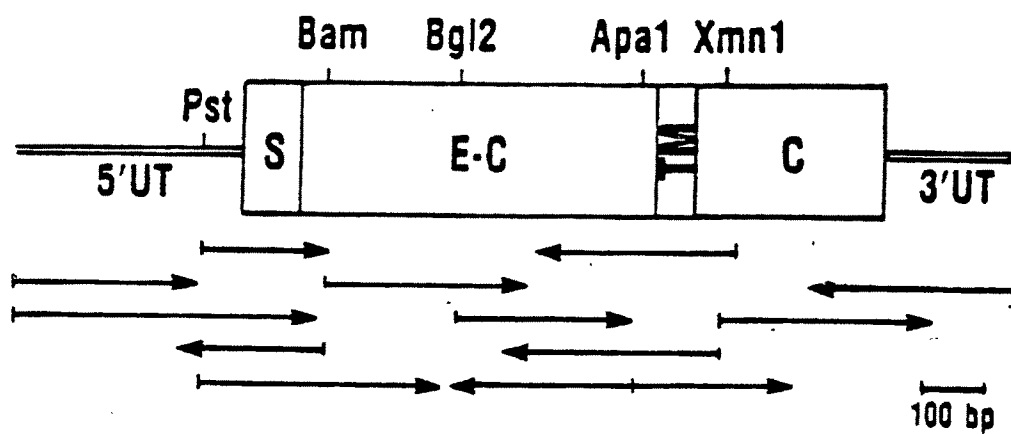 Bam Bgl2 Apa1 Xmn1
Pst
S E-C TM C
5'UT 3'UT
100 bp